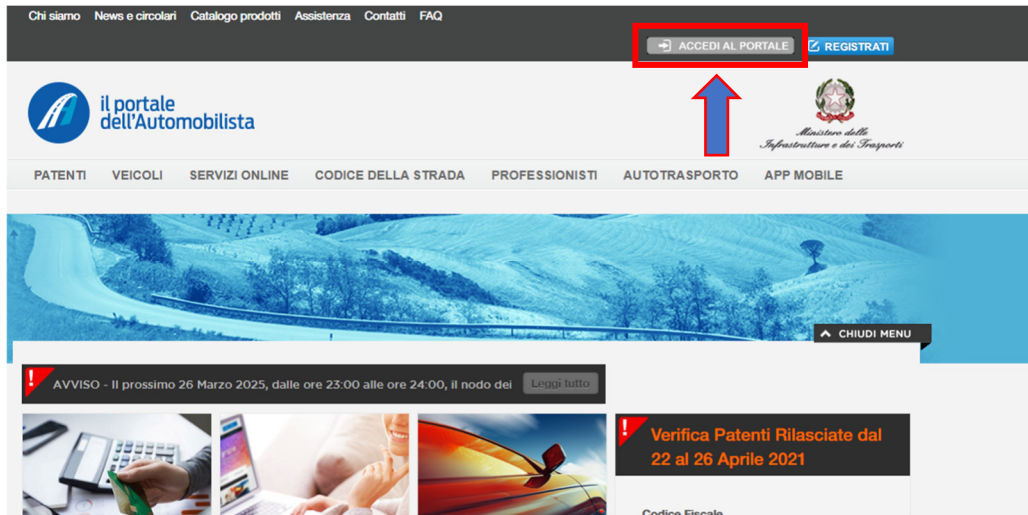 Chi siamo News e circolari Catalogo prodotti Assistenza Contatti FAQ
ACCEDI AL PORTALE REGISTRATI
il portale
dell'Automobilista
Ministero delle
Infrastrutture e dei Trasporti
PATENTI VEICOLI SERVIZI ONLINE CODICE DELLA STRADA PROFESSIONISTI AUTOTRASPORTO APP MOBILE
CHIUDI MENU
AVVISO - Il prossimo 26 Marzo 2025, dalle ore 23:00 alle ore 24:00, il nodo dei Leggi tutto
Verifica Patenti Rilasciate dal
22 al 26 Aprile 2021
Codice Fiscale